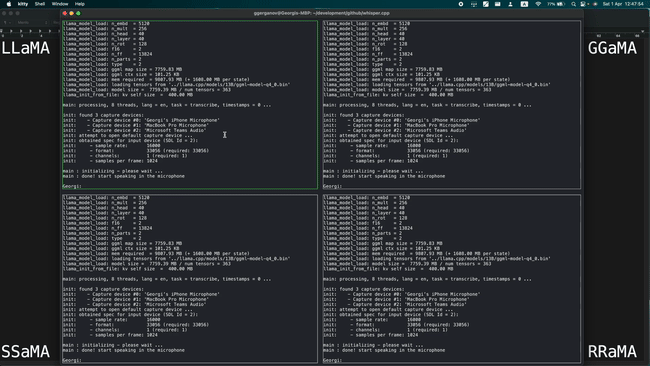 kitty Shell Window Help
77% Sat 1 Apr 12:47:54
ggerganov@Georgis-MBP: ~/development/github/whisper.cpp
LLaMA
GGaMA
llama_model_load: n_embd = 5120
llama_model_load: n_mult = 256
llama_model_load: n_head = 40
llama_model_load: n_layer = 40
llama_model_load: n_rot = 128
llama_model_load: f16 = 2
llama_model_load: n_ff = 13824
llama_model_load: n_parts = 2
llama_model_load: type = 2
llama_model_load: ggml map size = 7759.83 MB
llama_model_load: ggml ctx size = 101.25 KB
llama_model_load: mem required = 9807.93 MB (+ 1608.00 MB per state)
llama_model_load: loading tensors from '../llama.cpp/models/13B/ggml-model-q4_0.bin'
llama_model_load: model size = 7759.39 MB / num tensors = 363
llama_init_from_file: kv self size = 400.00 MB
main: processing, 8 threads, lang = en, task = transcribe, timestamps = 0 ...
init: found 3 capture devices:
init: - Capture device #0: 'Georgi's iPhone Microphone'
init: - Capture device #1: 'MacBook Pro Microphone'
init: - Capture device #2: 'Microsoft Teams Audio'
init: attempt to open default capture device ...
init: obtained spec for input device (SDL Id = 2):
init: - sample rate: 16000
init: - format: 33056 (required: 33056)
init: - channels: 1 (required: 1)
init: - samples per frame: 1024
main : initializing - please wait ...
main : done! start speaking in the microphone
Georgi:
llama_model_load: n_embd = 5120
llama_model_load: n_mult = 256
llama_model_load: n_head = 40
llama_model_load: n_layer = 40
llama_model_load: n_rot = 128
llama_model_load: f16 = 2
llama_model_load: n_ff = 13824
llama_model_load: n_parts = 2
llama_model_load: type = 2
llama_model_load: ggml map size = 7759.83 MB
llama_model_load: ggml ctx size = 101.25 KB
llama_model_load: mem required = 9807.93 MB (+ 1608.00 MB per state)
llama_model_load: loading tensors from '../llama.cpp/models/13B/ggml-model-q4_0.bin'
llama_model_load: model size = 7759.39 MB / num tensors = 363
llama_init_from_file: kv self size = 400.00 MB
main: processing, 8 threads, lang = en, task = transcribe, timestamps = 0 ...
init: found 3 capture devices:
init: - Capture device #0: 'Georgi's iPhone Microphone'
init: - Capture device #1: 'MacBook Pro Microphone'
init: - Capture device #2: 'Microsoft Teams Audio'
init: attempt to open default capture device ...
init: obtained spec for input device (SDL Id = 2):
init: - sample rate: 16000
init: - format: 33056 (required: 33056)
init: - channels: 1 (required: 1)
init: - samples per frame: 1024
main : initializing - please wait ...
main : done! start speaking in the microphone
Georgi:
llama_model_load: n_embd = 5120
llama_model_load: n_mult = 256
llama_model_load: n_head = 40
llama_model_load: n_layer = 40
llama_model_load: n_rot = 128
llama_model_load: f16 = 2
llama_model_load: n_ff = 13824
llama_model_load: n_parts = 2
llama_model_load: type = 2
llama_model_load: ggml map size = 7759.83 MB
llama_model_load: ggml ctx size = 101.25 KB
llama_model_load: mem required = 9807.93 MB (+ 1608.00 MB per state)
llama_model_load: loading tensors from '../llama.cpp/models/13B/ggml-model-q4_0.bin'
llama_model_load: model size = 7759.39 MB / num tensors = 363
llama_init_from_file: kv self size = 400.00 MB
main: processing, 8 threads, lang = en, task = transcribe, timestamps = 0 ...
init: found 3 capture devices:
init: - Capture device #0: 'Georgi's iPhone Microphone'
init: - Capture device #1: 'MacBook Pro Microphone'
init: - Capture device #2: 'Microsoft Teams Audio'
init: attempt to open default capture device ...
init: obtained spec for input device (SDL Id = 2):
init: - sample rate: 16000
init: - format: 33056 (required: 33056)
init: - channels: 1 (required: 1)
init: - samples per frame: 1024
main : initializing - please wait ...
main : done! start speaking in the microphone
Georgi:
llama_model_load: n_embd = 5120
llama_model_load: n_mult = 256
llama_model_load: n_head = 40
llama_model_load: n_layer = 40
llama_model_load: n_rot = 128
llama_model_load: f16 = 2
llama_model_load: n_ff = 13824
llama_model_load: n_parts = 2
llama_model_load: type = 2
llama_model_load: ggml map size = 7759.83 MB
llama_model_load: ggml ctx size = 101.25 KB
llama_model_load: mem required = 9807.93 MB (+ 1608.00 MB per state)
llama_model_load: loading tensors from '../llama.cpp/models/13B/ggml-model-q4_0.bin'
llama_model_load: model size = 7759.39 MB / num tensors = 363
llama_init_from_file: kv self size = 400.00 MB
main: processing, 8 threads, lang = en, task = transcribe, timestamps = 0 ...
init: found 3 capture devices:
init: - Capture device #0: 'Georgi's iPhone Microphone'
init: - Capture device #1: 'MacBook Pro Microphone'
init: - Capture device #2: 'Microsoft Teams Audio'
init: attempt to open default capture device ...
init: obtained spec for input device (SDL Id = 2):
init: - sample rate: 16000
init: - format: 33056 (required: 33056)
init: - channels: 1 (required: 1)
init: - samples per frame: 1024
main : initializing - please wait ...
main : done! start speaking in the microphone
Georgi:
SSaMA
RRaMA